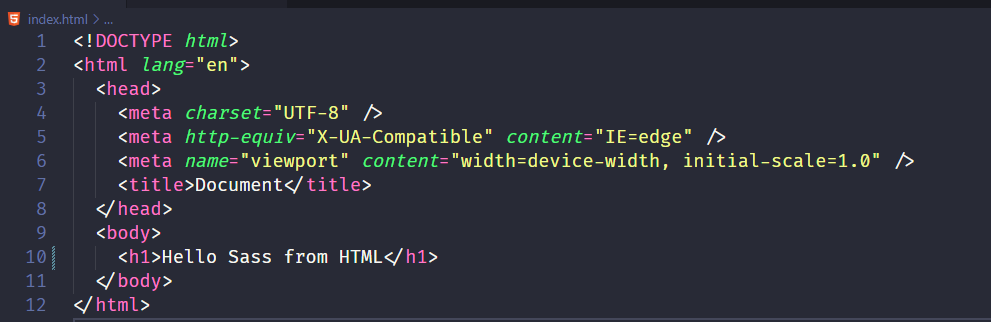 index.html > ...
1 <!DOCTYPE html>
2 <html lang="en">
3 <head>
4 <meta charset="UTF-8" />
5 <meta http-equiv="X-UA-Compatible" content="IE=edge" />
6 <meta name="viewport" content="width=device-width, initial-scale=1.0" />
7 <title>Document</title>
8 </head>
9 <body>
10 <h1>Hello Sass from HTML</h1>
11 </body>
12 </html>